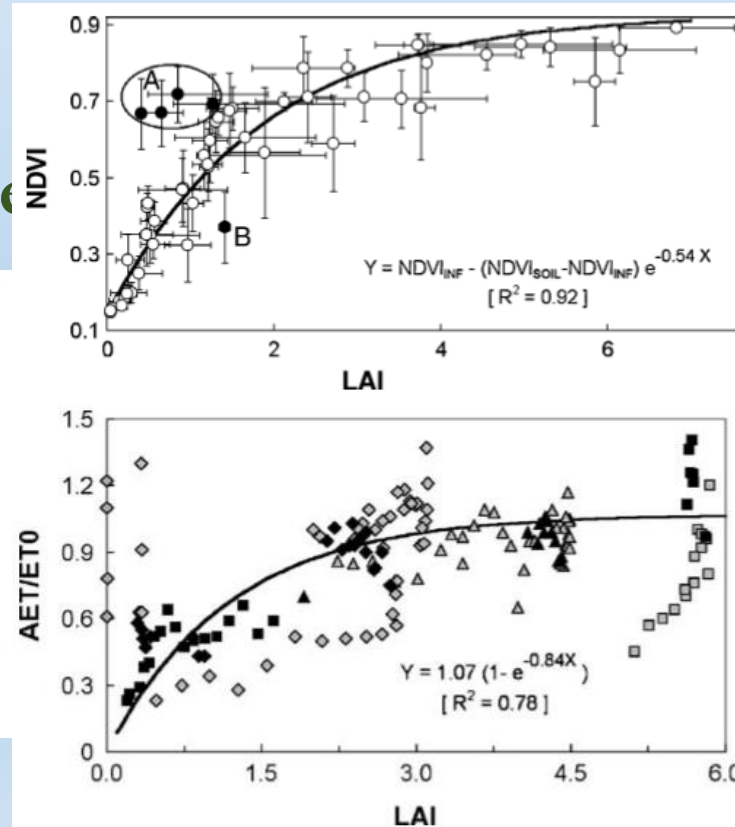 e
NDVI
0.9
0.7
0.5
0.3
0.1
A
B
Y = NDVI_INF - (NDVI_SOIL-NDVI_INF) e^-0.54 X
[ R² = 0.92 ]
0 2 4 6
LAI
AET/ET0
1.5
1.2
0.9
0.6
0.3
0
Y = 1.07 (1- e^-0.84X )
[ R² = 0.78 ]
0.0 1.5 3.0 4.5 6.0
LAI